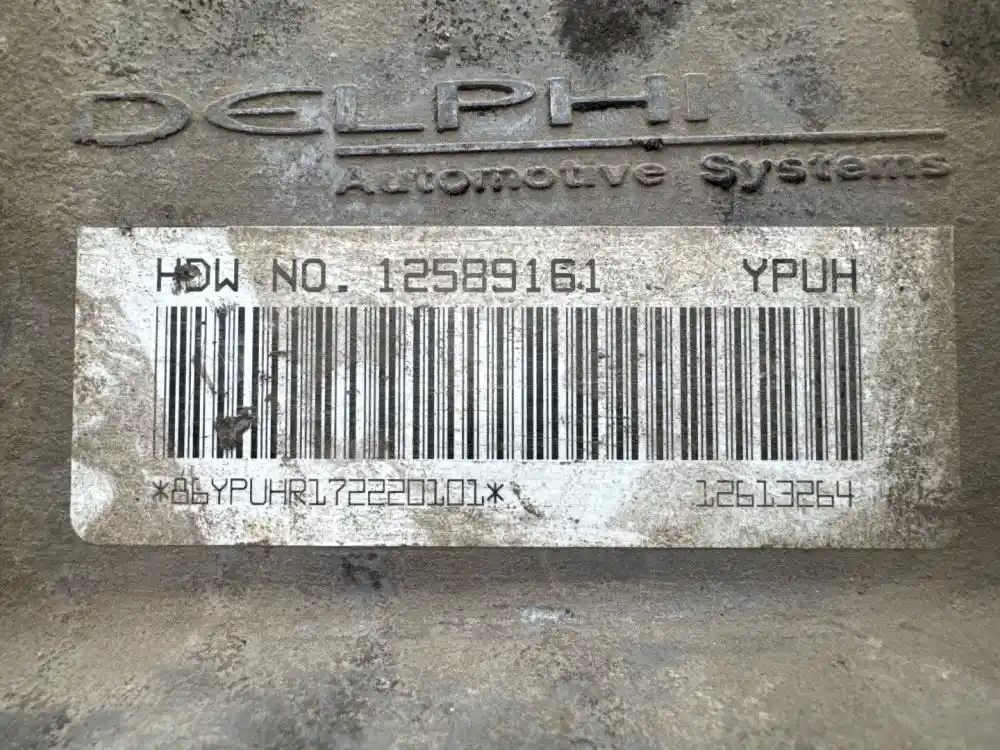 DELPHI
Automotive Systems
HDW NO. 12589161 YPUH
*86YPUHR172220101* 12613264